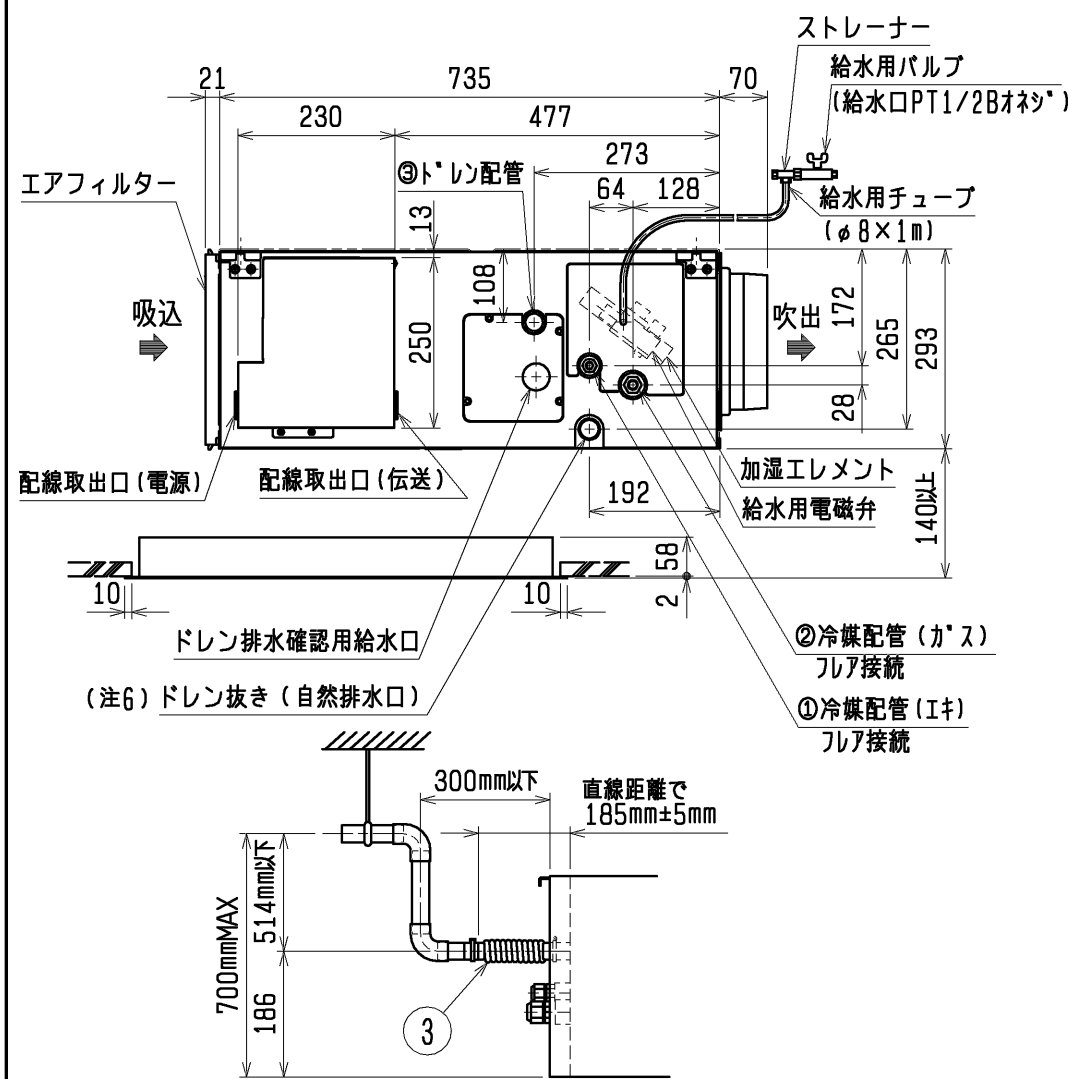 ストレーナー
給水用バルブ
(給水口PT1/2Bオネジ)
21
735
70
230
477
③ドレン配管
273
エアフィルター
64
128
給水用チューブ
(φ8×1m)
13
108
吸込
250
吹出
172
265
293
28
配線取出口(電源)
配線取出口(伝送)
加湿エレメント
192
給水用電磁弁
140以上
58
2
10
10
ドレン排水確認用給水口
②冷媒配管(ガス)
フレア接続
(注6)ドレン抜き(自然排水口)
①冷媒配管(エキ)
フレア接続
300mm以下
直線距離で
185mm±5mm
514mm以下
700mmMAX
186
3